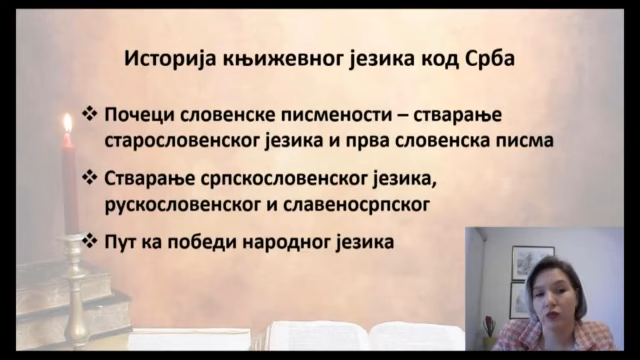 Историја књижевног језика код Срба
❖ Почеци словенске писмености – стварање
старословенског језика и прва словенска писма
❖ Стварање српскословенског језика,
рускословенског и славеносрпског
❖ Пут ка победи народног језика